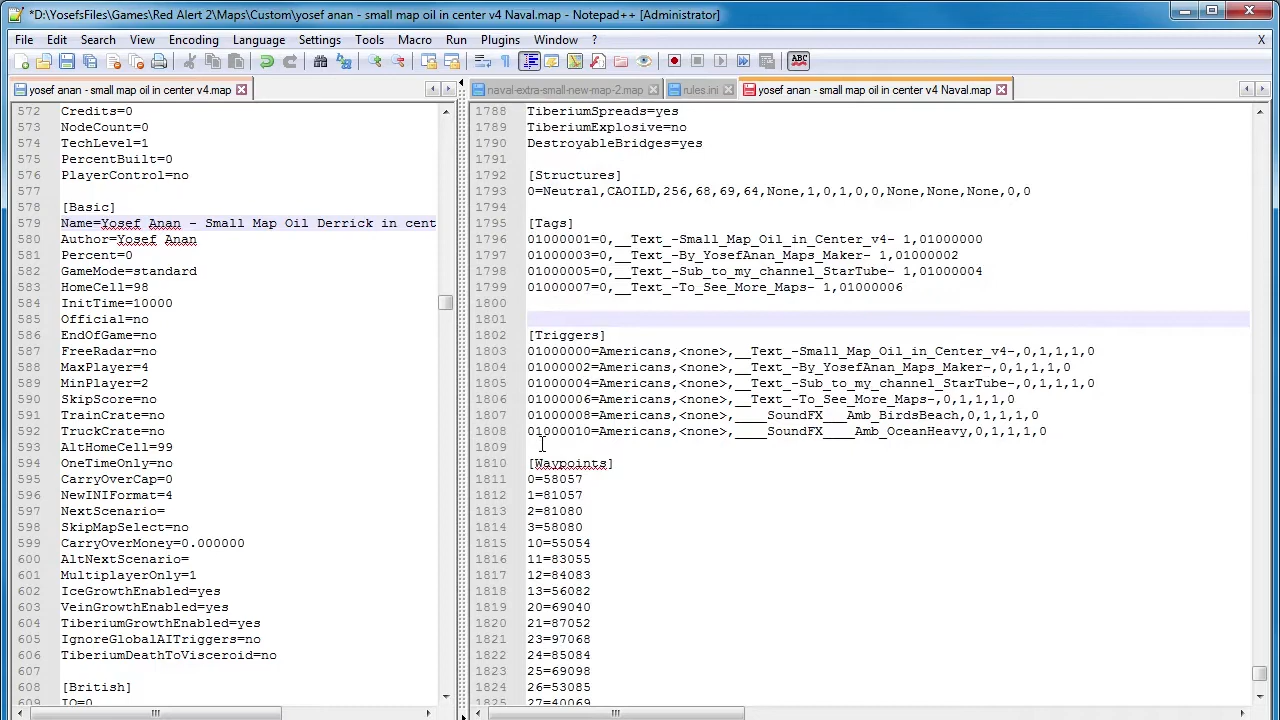 *D:\YosefsFiles\Games\Red Alert 2\Maps\Custom\yosef anan - small map oil in center v4 Naval.map - Notepad++ [Administrator]
File Edit Search View Encoding Language Settings Tools Macro Run Plugins Window ? X
ABC
yosef anan - small map oil in center v4.map
572 Credits=0
573 NodeCount=0
574 TechLevel=1
575 PercentBuilt=0
576 PlayerControl=no
577
578 [Basic]
579 Name=Yosef Anan - Small Map Oil Derrick in cent
580 Author=Yosef Anan
581 Percent=0
582 GameMode=standard
583 HomeCell=98
584 InitTime=10000
585 Official=no
586 EndOfGame=no
587 FreeRadar=no
588 MaxPlayer=4
589 MinPlayer=2
590 SkipScore=no
591 TrainCrate=no
592 TruckCrate=no
593 AltHomeCell=99
594 OneTimeOnly=no
595 CarryOverCap=0
596 NewINIFormat=4
597 NextScenario=
598 SkipMapSelect=no
599 CarryOverMoney=0.000000
600 AltNextScenario=
601 MultiplayerOnly=1
602 IceGrowthEnabled=yes
603 VeinGrowthEnabled=yes
604 TiberiumGrowthEnabled=yes
605 IgnoreGlobalAITriggers=no
606 TiberiumDeathToVisceroid=no
607
608 [British]
609 IQ=0
naval-extra-small-new-map-2.map rules.ini yosef anan - small map oil in center v4 Naval.map
1788 TiberiumSpreads=yes
1789 TiberiumExplosive=no
1790 DestroyableBridges=yes
1791
1792 [Structures]
1793 0=Neutral,CAOILD,256,68,69,64,None,1,0,1,0,0,None,None,None,0,0
1794
1795 [Tags]
1796 01000001=0,__Text_-Small_Map_Oil_in_Center_v4- 1,01000000
1797 01000003=0,__Text_-By_YosefAnan_Maps_Maker- 1,01000002
1798 01000005=0,__Text_-Sub_to_my_channel_StarTube- 1,01000004
1799 01000007=0,__Text_-To_See_More_Maps- 1,01000006
1800
1801
1802 [Triggers]
1803 01000000=Americans,<none>,__Text_-Small_Map_Oil_in_Center_v4-,0,1,1,1,0
1804 01000002=Americans,<none>,__Text_-By_YosefAnan_Maps_Maker-,0,1,1,1,0
1805 01000004=Americans,<none>,__Text_-Sub_to_my_channel_StarTube-,0,1,1,1,0
1806 01000006=Americans,<none>,__Text_-To_See_More_Maps-,0,1,1,1,0
1807 01000008=Americans,<none>,____SoundFX___Amb_BirdsBeach,0,1,1,1,0
1808 01000010=Americans,<none>,____SoundFX____Amb_OceanHeavy,0,1,1,1,0
1809
1810 [Waypoints]
1811 0=58057
1812 1=81057
1813 2=81080
1814 3=58080
1815 10=55054
1816 11=83055
1817 12=84083
1818 13=56082
1819 20=69040
1820 21=87052
1821 23=97068
1822 24=85084
1823 25=69098
1824 26=53085
1825 27=40069